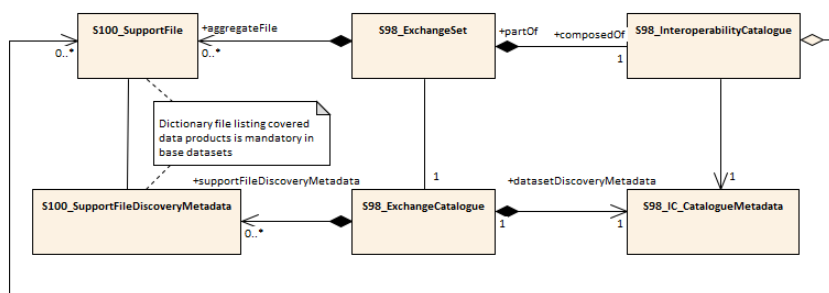 S100_SupportFile
+aggregateFile
0..*
0..*
S98_ExchangeSet
+partOf
+composedOf
1
S98_InteroperabilityCatalogue
Dictionary file listing covered
data products is mandatory in
base datasets
1
1
S100_SupportFileDiscoveryMetadata
+supportFileDiscoveryMetadata
0..*
S98_ExchangeCatalogue
+datasetDiscoveryMetadata
1
1
S98_IC_CatalogueMetadata